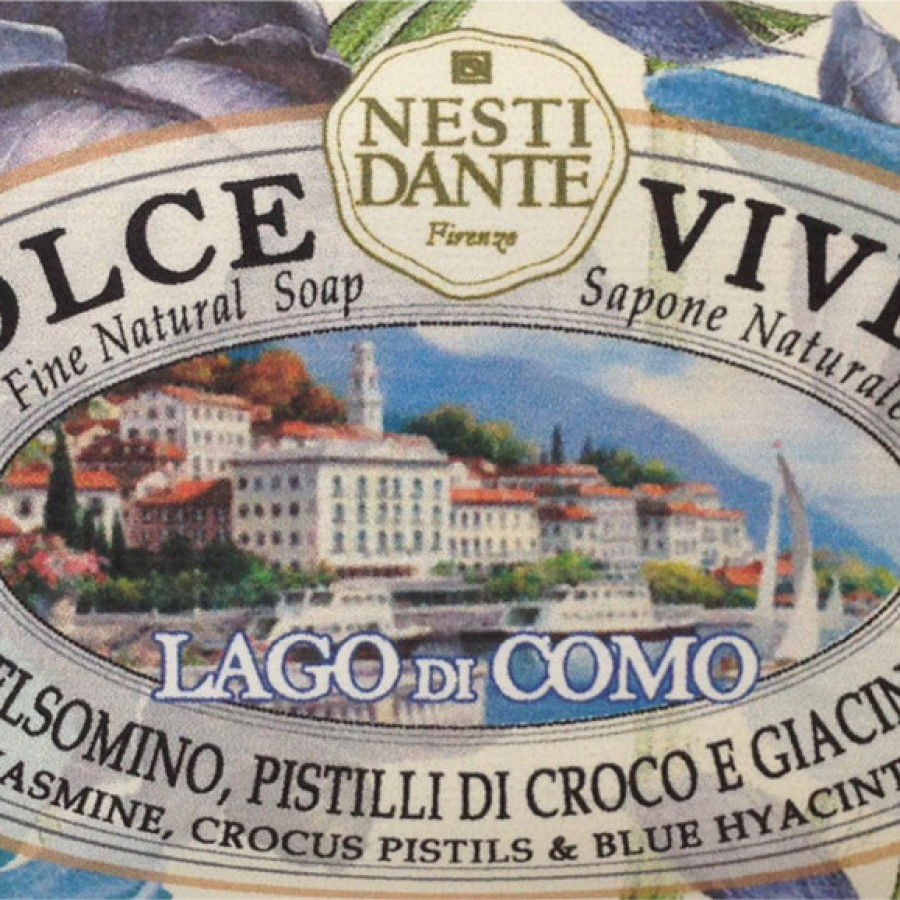 NESTI
DANTE
Firenze
OLCE VIVE
Fine Natural Soap Sapone Naturale
LAGO DI COMO
ELSOMINO, PISTILLI DI CROCO E GIACIN
ASMINE, CROCUS PISTILS & BLUE HYACINT